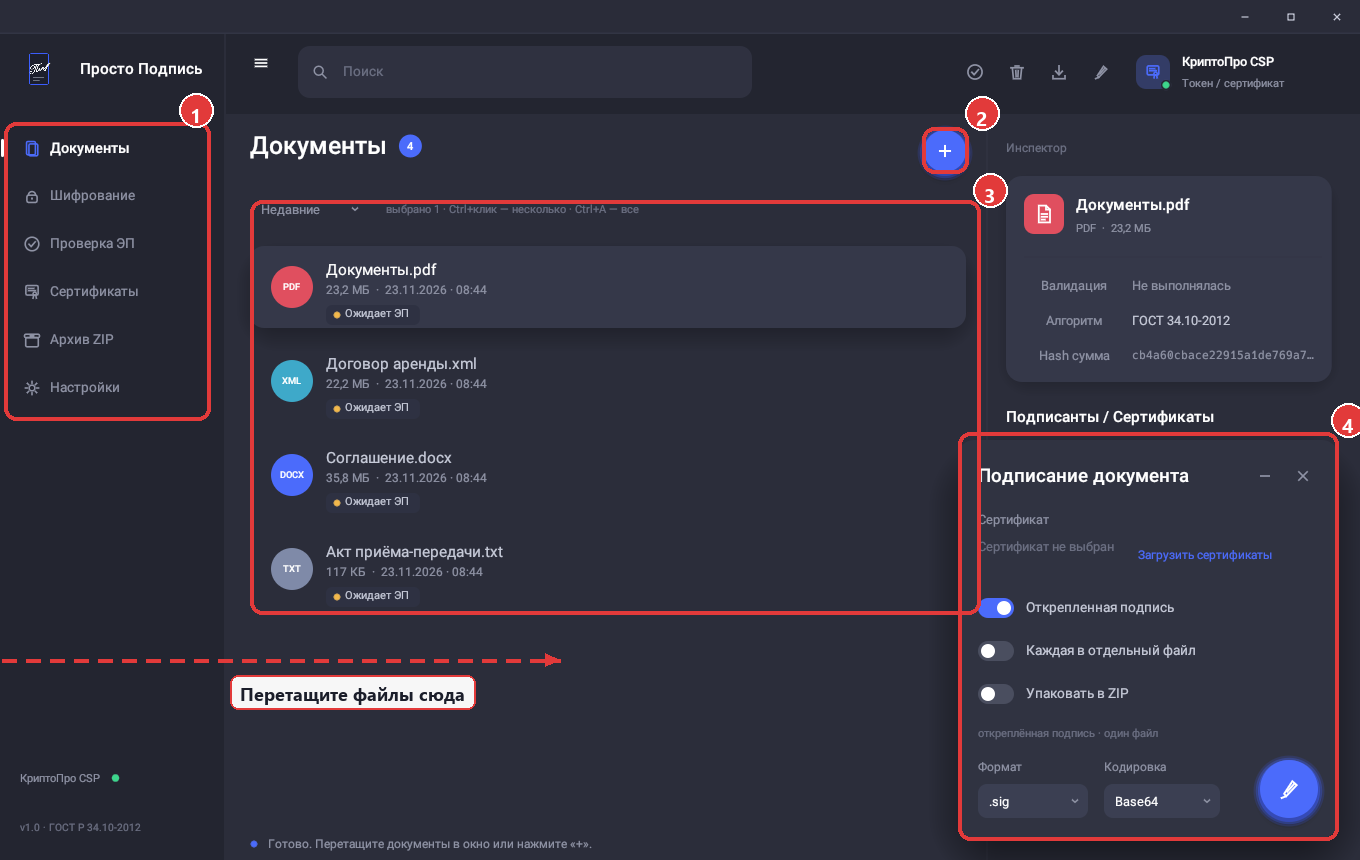 Просто Подпись
Поиск
КриптоПро CSP
Токен / сертификат
1
Документы
Шифрование
Проверка ЭП
Сертификаты
Архив ZIP
Настройки
КриптоПро CSP
v1.0 · ГОСТ Р 34.10-2012
Документы 4
2
+
3
Недавние
выбрано 1 · Ctrl+клик — несколько · Ctrl+A — все
PDF
Документы.pdf
23,2 МБ · 23.11.2026 · 08:44
Ожидает ЭП
XML
Договор аренды.xml
22,2 МБ · 23.11.2026 · 08:44
Ожидает ЭП
DOCX
Соглашение.docx
35,8 МБ · 23.11.2026 · 08:44
Ожидает ЭП
TXT
Акт приёма-передачи.txt
117 КБ · 23.11.2026 · 08:44
Ожидает ЭП
Перетащите файлы сюда
Готово. Перетащите документы в окно или нажмите «+».
Инспектор
Документы.pdf
PDF · 23,2 МБ
Валидация Не выполнялась
Алгоритм ГОСТ 34.10-2012
Hash сумма cb4a60cbace22915a1de769a7…
Подписанты / Сертификаты
4
Подписание документа
Сертификат
Сертификат не выбран
Загрузить сертификаты
Открепленная подпись
Каждая в отдельный файл
Упаковать в ZIP
откреплённая подпись · один файл
Формат Кодировка
.sig Base64